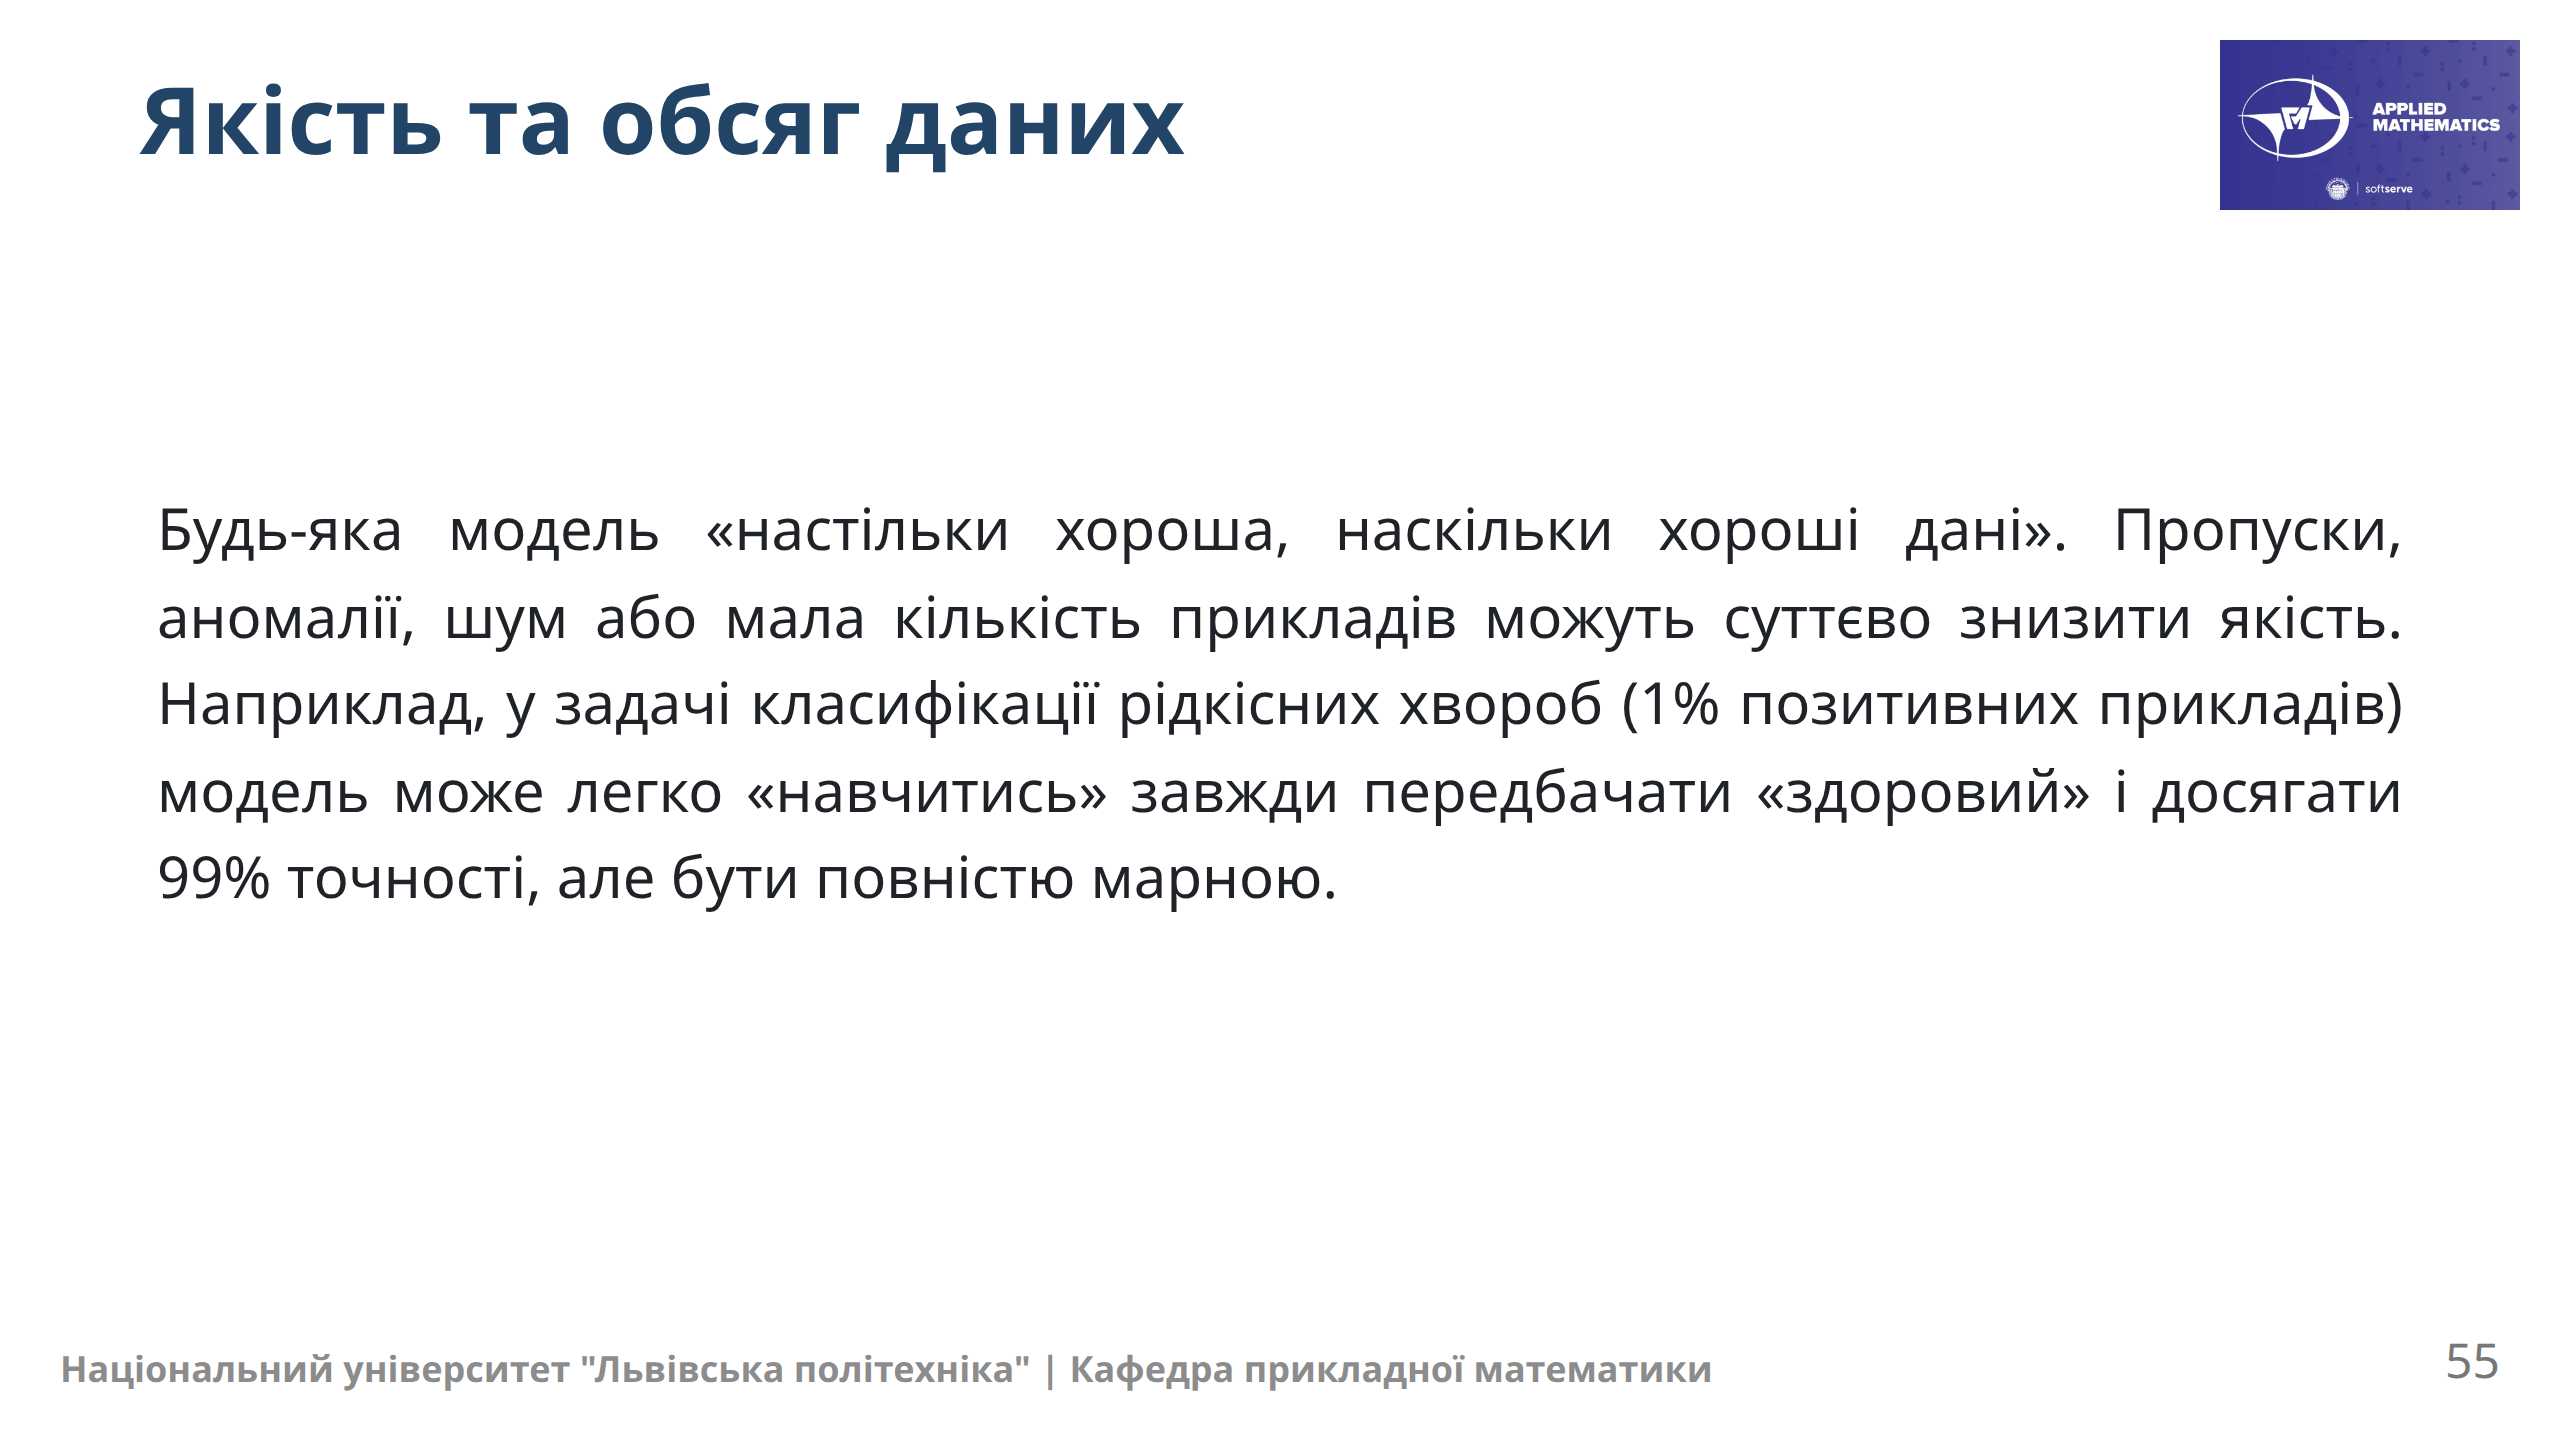 Якість та обсяг даних
APPLIED
MATHEMATICS
softserve
Будь-яка модель «настільки хороша, наскільки хороші дані». Пропуски,
аномалії, шум або мала кількість прикладів можуть суттєво знизити якість.
Наприклад, у задачі класифікації рідкісних хвороб (1% позитивних прикладів)
модель може легко «навчитись» завжди передбачати «здоровий» і досягати
99% точності, але бути повністю марною.
Національний університет "Львівська політехніка" | Кафедра прикладної математики
55